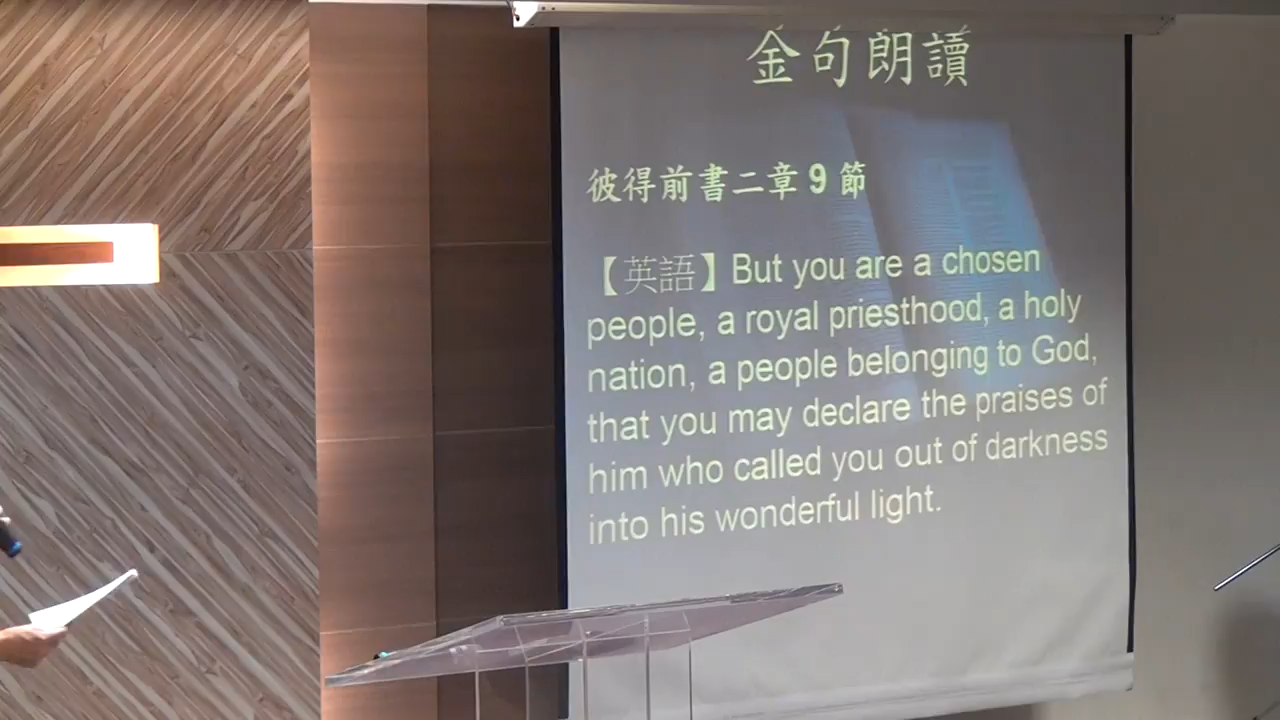 金句朗讀
彼得前書二章 9 節
【英語】But you are a chosen
people, a royal priesthood, a holy
nation, a people belonging to God,
that you may declare the praises of
him who called you out of darkness
into his wonderful light.